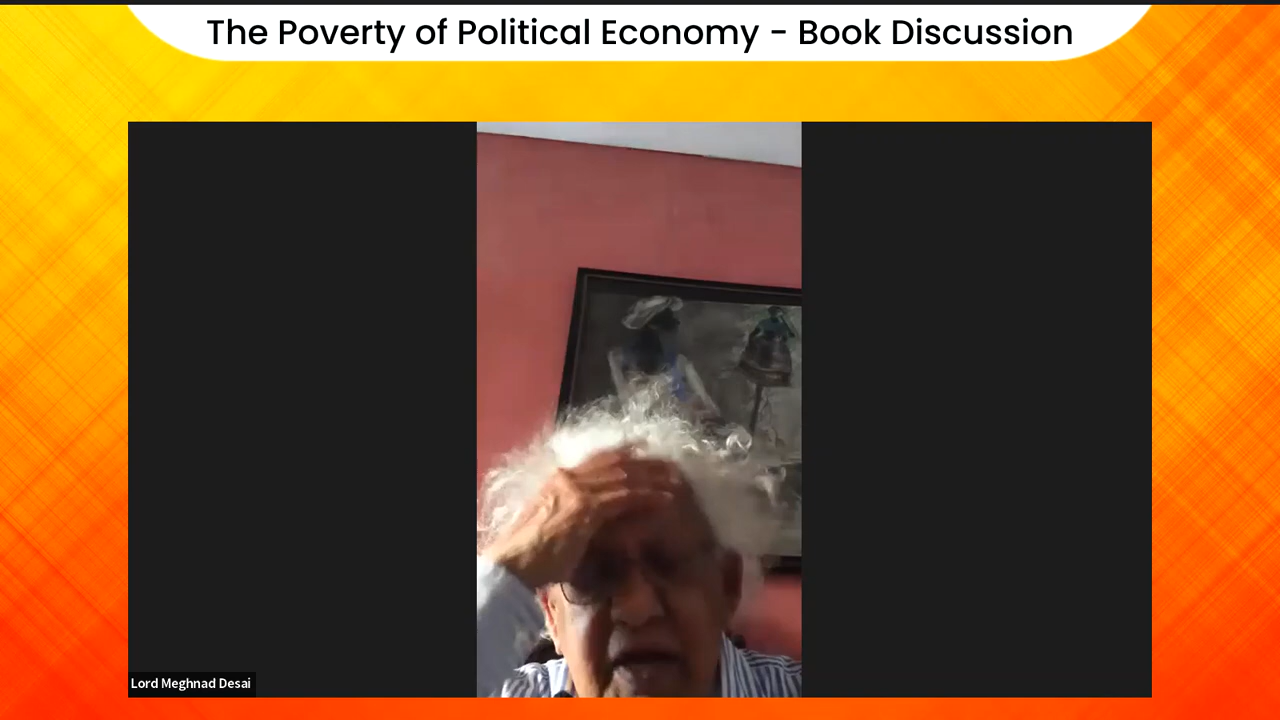 The Poverty of Political Economy - Book Discussion
Lord Meghnad Desai